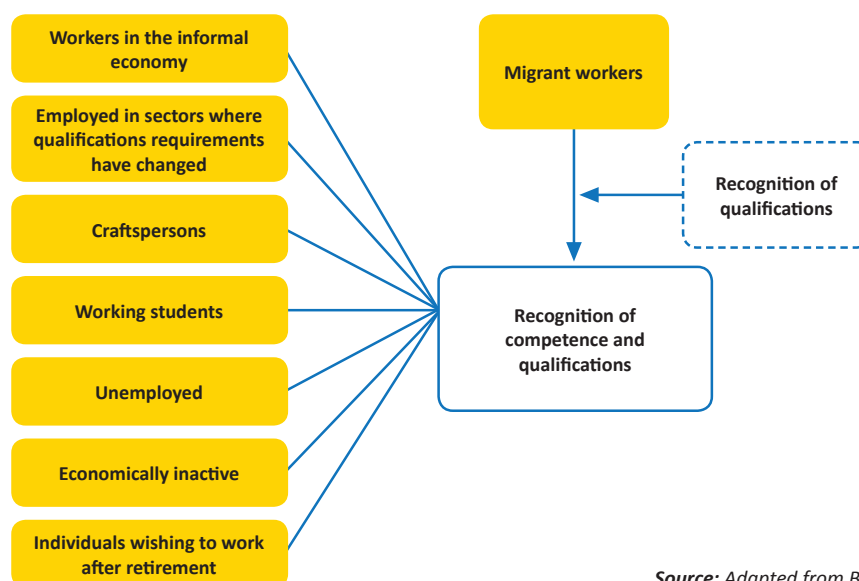 Workers in the informal
economy
Employed in sectors where
qualifications requirements
have changed
Craftspersons
Working students
Unemployed
Economically inactive
Individuals wishing to work
after retirement
Migrant workers
Recognition of
qualifications
Recognition of
competence and
qualifications
Source: Adapted from B